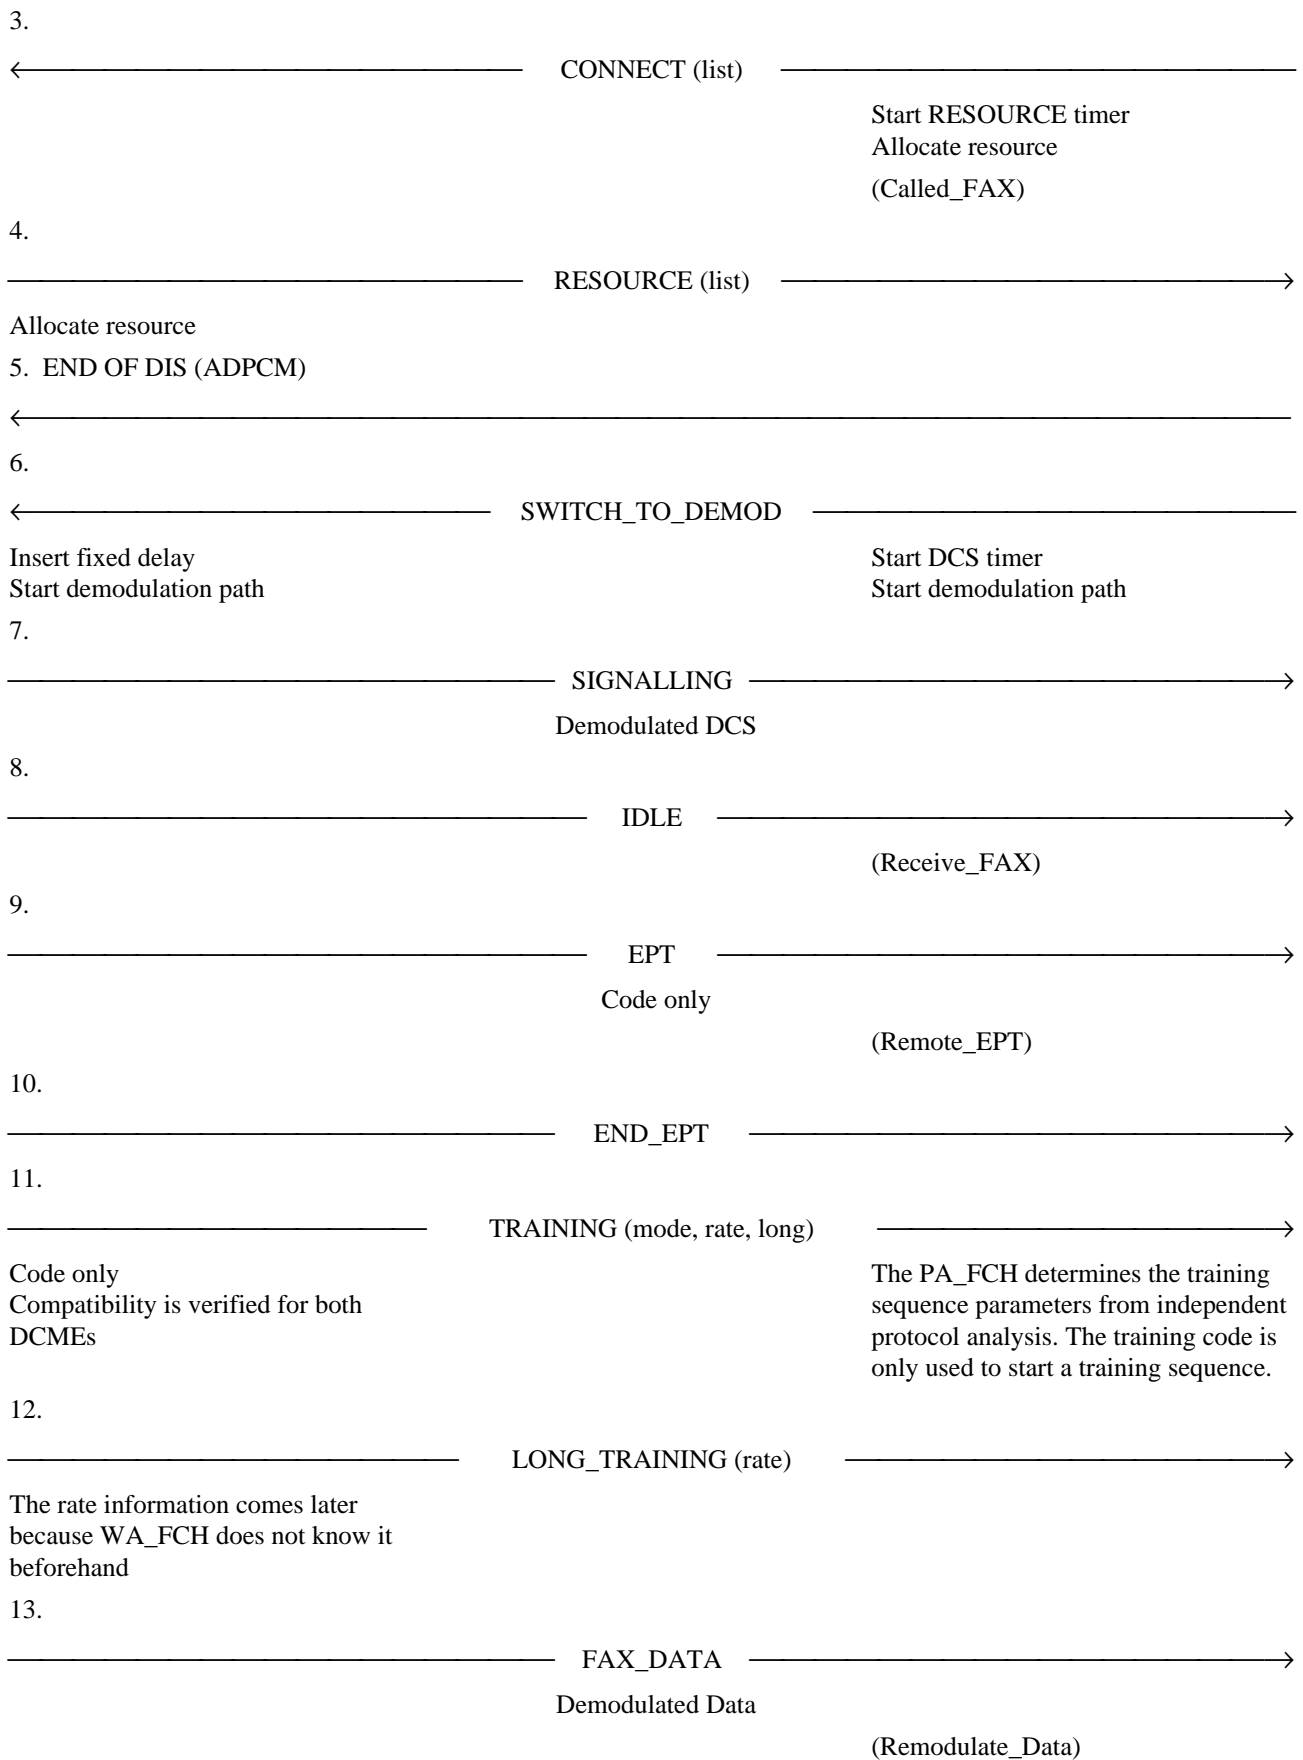 3.
CONNECT (list)
Start RESOURCE timer
Allocate resource
(Called_FAX)
4.
RESOURCE (list)
Allocate resource
5. END OF DIS (ADPCM)
6.
SWITCH_TO_DEMOD
Insert fixed delay
Start demodulation path
Start DCS timer
Start demodulation path
7.
SIGNALLING
Demodulated DCS
8.
IDLE
(Receive_FAX)
9.
EPT
Code only
(Remote_EPT)
10.
END_EPT
11.
TRAINING (mode, rate, long)
Code only
Compatibility is verified for both
DCMEs
The PA_FCH determines the training
sequence parameters from independent
protocol analysis. The training code is
only used to start a training sequence.
12.
LONG_TRAINING (rate)
The rate information comes later
because WA_FCH does not know it
beforehand
13.
FAX_DATA
Demodulated Data
(Remodulate_Data)